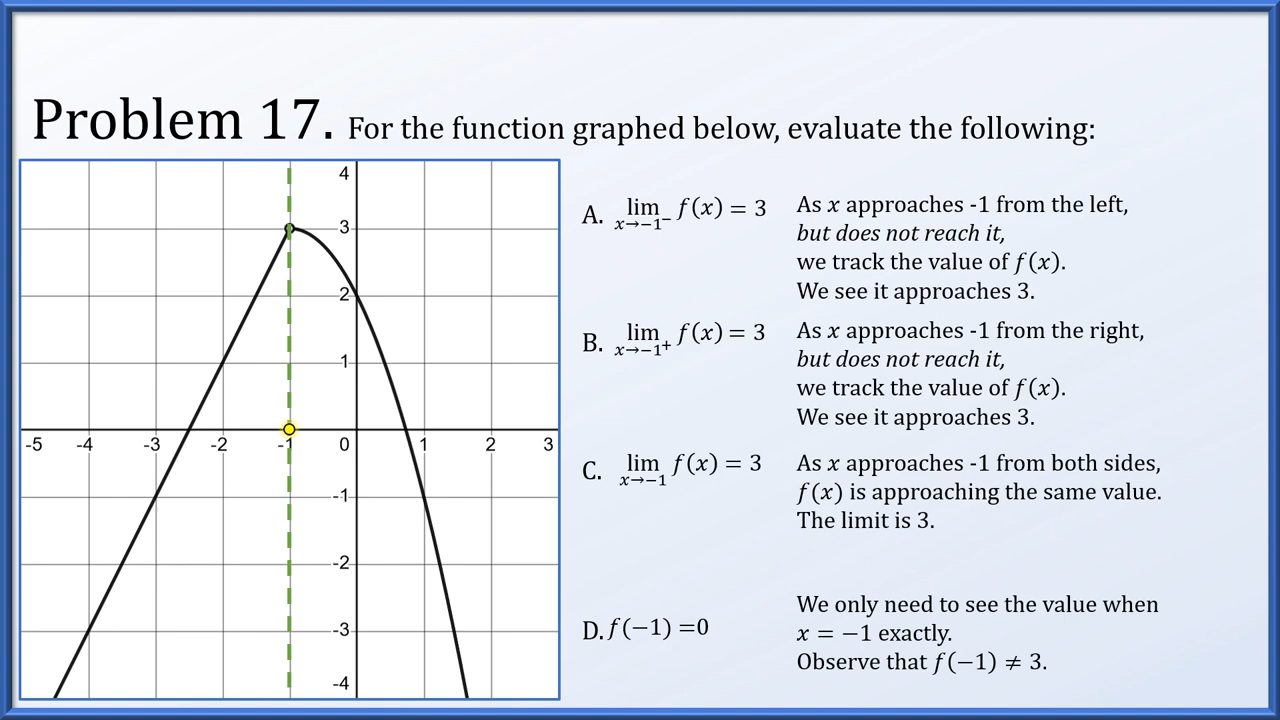 Problem 17. For the function graphed below, evaluate the following:
4
3
2
1
-5 -4 -3 -2 -1 0 1 2 3
-1
-2
-3
-4
A. lim x→−1⁻ f(x) = 3
As x approaches -1 from the left,
but does not reach it,
we track the value of f(x).
We see it approaches 3.
B. lim x→−1⁺ f(x) = 3
As x approaches -1 from the right,
but does not reach it,
we track the value of f(x).
We see it approaches 3.
C. lim x→−1 f(x) = 3
As x approaches -1 from both sides,
f(x) is approaching the same value.
The limit is 3.
D. f(−1) =0
We only need to see the value when
x = −1 exactly.
Observe that f(−1) ≠ 3.